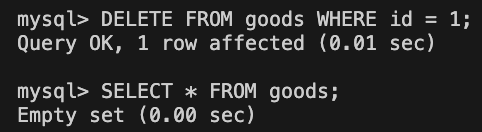 mysql> DELETE FROM goods WHERE id = 1;
Query OK, 1 row affected (0.01 sec)
mysql> SELECT * FROM goods;
Empty set (0.00 sec)